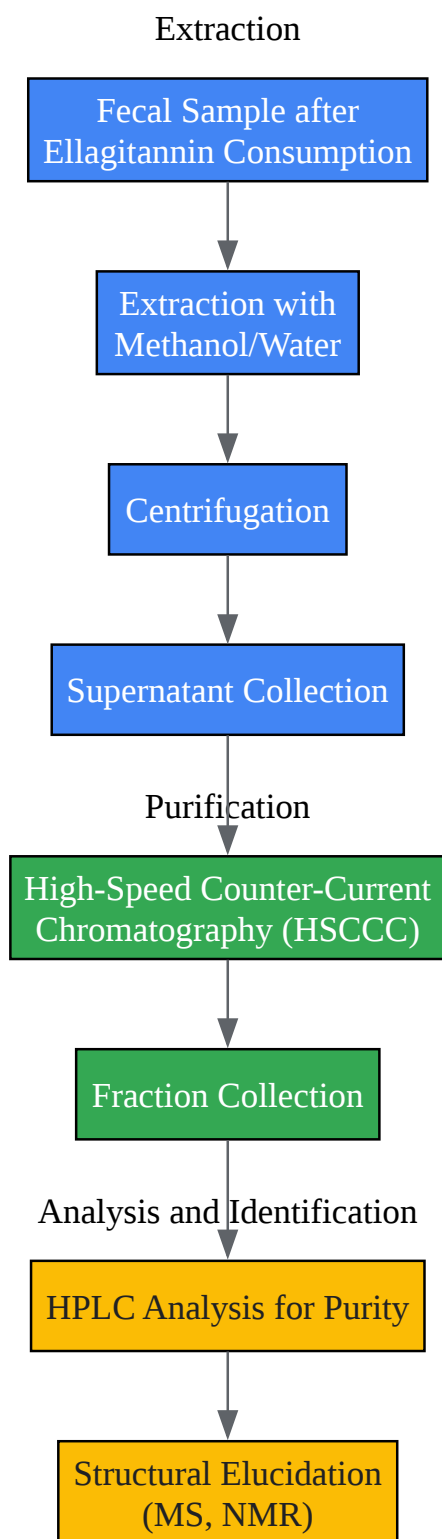 Extraction
Fecal Sample after
Ellagitannin Consumption
Extraction with
Methanol/Water
Centrifugation
Supernatant Collection
Purification
High-Speed Counter-Current
Chromatography (HSCCC)
Fraction Collection
Analysis and Identification
HPLC Analysis for Purity
Structural Elucidation
(MS, NMR)